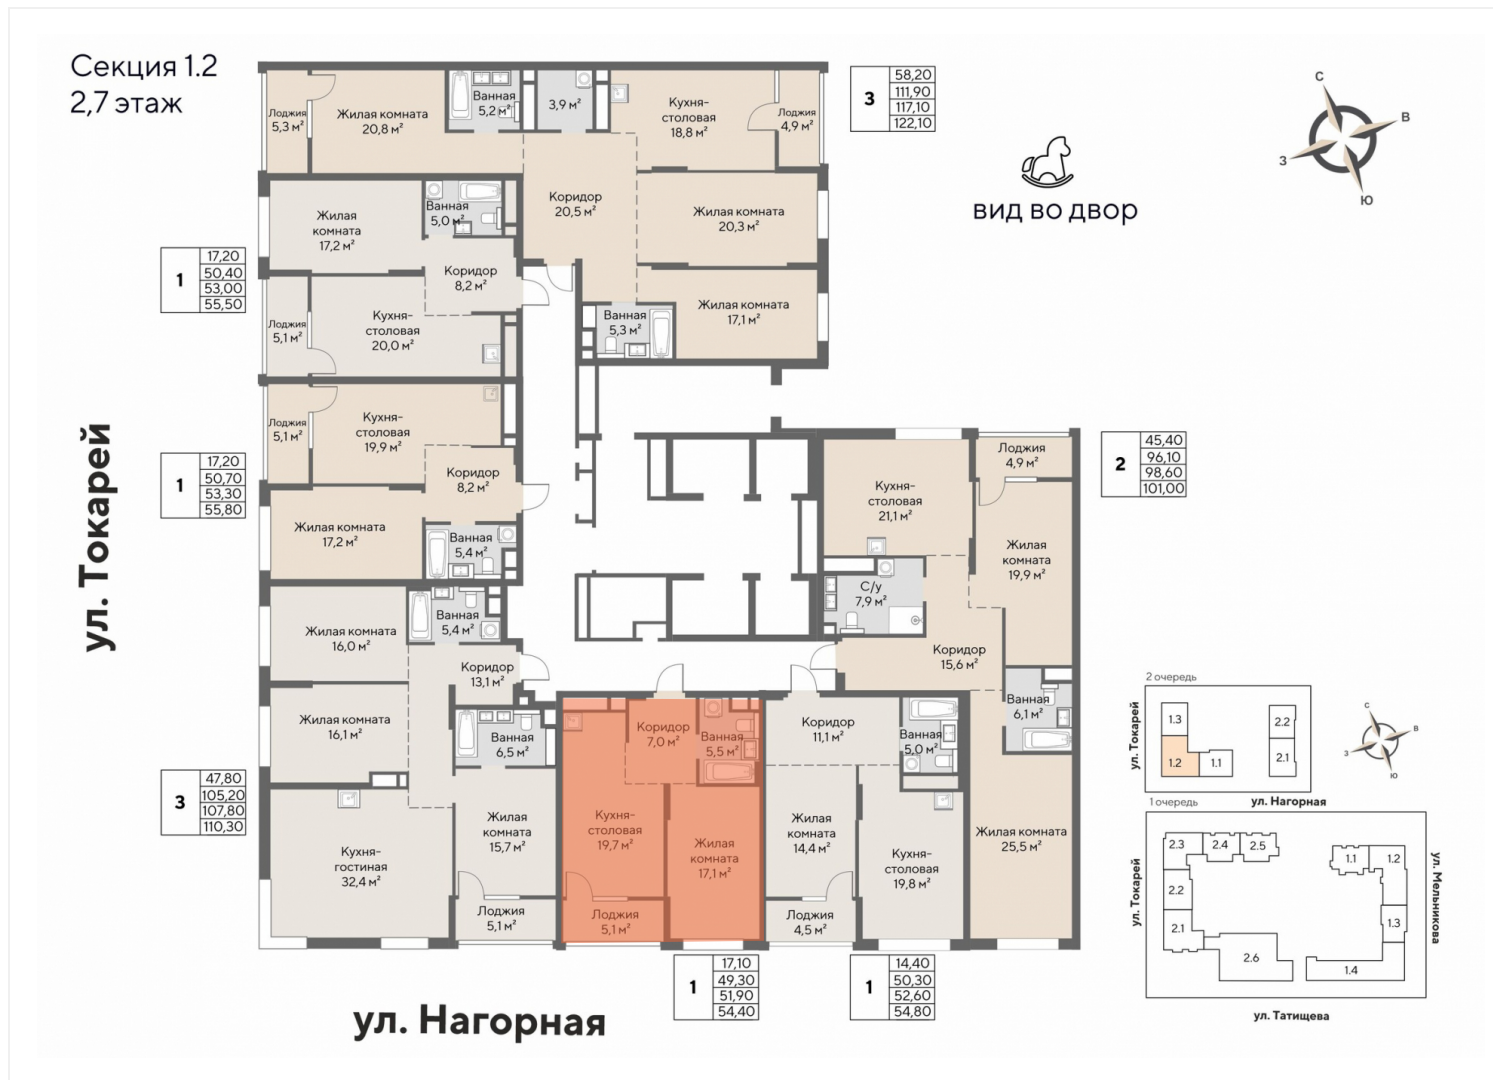 Секция 1.2
2,7 этаж
Лоджия
5,3 м²
Жилая комната
20,8 м²
Ванная
5,2 м²
3,9 м²
Кухня-
столовая
18,8 м²
Лоджия
4,9 м²
3
58,20
111,90
117,10
122,10
С
В
З
Ю
вид во двор
Жилая
комната
17,2 м²
Ванная
5,0 м²
Коридор
20,5 м²
Жилая комната
20,3 м²
1
17,20
50,40
53,00
55,50
Коридор
8,2 м²
Лоджия
5,1 м²
Кухня-
столовая
20,0 м²
Ванная
5,3 м²
Жилая комната
17,1 м²
ул. Токарей
Лоджия
5,1 м²
Кухня-
столовая
19,9 м²
1
17,20
50,70
53,30
55,80
Коридор
8,2 м²
Жилая комната
17,2 м²
Ванная
5,4 м²
Кухня-
столовая
21,1 м²
Лоджия
4,9 м²
2
45,40
96,10
98,60
101,00
Жилая
комната
19,9 м²
С/у
7,9 м²
Жилая комната
16,0 м²
Ванная
5,4 м²
Коридор
13,1 м²
Коридор
15,6 м²
Ванная
6,1 м²
Жилая комната
16,1 м²
Ванная
6,5 м²
Коридор
7,0 м²
Ванная
5,5 м²
Коридор
11,1 м²
Ванная
5,0 м²
3
47,80
105,20
107,80
110,30
Кухня-
гостиная
32,4 м²
Жилая
комната
15,7 м²
Кухня-
столовая
19,7 м²
Жилая
комната
17,1 м²
Жилая
комната
14,4 м²
Кухня-
столовая
19,8 м²
Жилая комната
25,5 м²
Лоджия
5,1 м²
Лоджия
5,1 м²
Лоджия
4,5 м²
1
17,10
49,30
51,90
54,40
1
14,40
50,30
52,60
54,80
ул. Нагорная
2 очередь
ул. Токарей
1.3
1.2
1.1
2.2
2.1
С
В
З
Ю
1 очередь
ул. Нагорная
ул. Токарей
2.3
2.4
2.5
2.2
2.1
2.6
1.1
1.2
1.3
1.4
ул. Мельникова
ул. Татищева